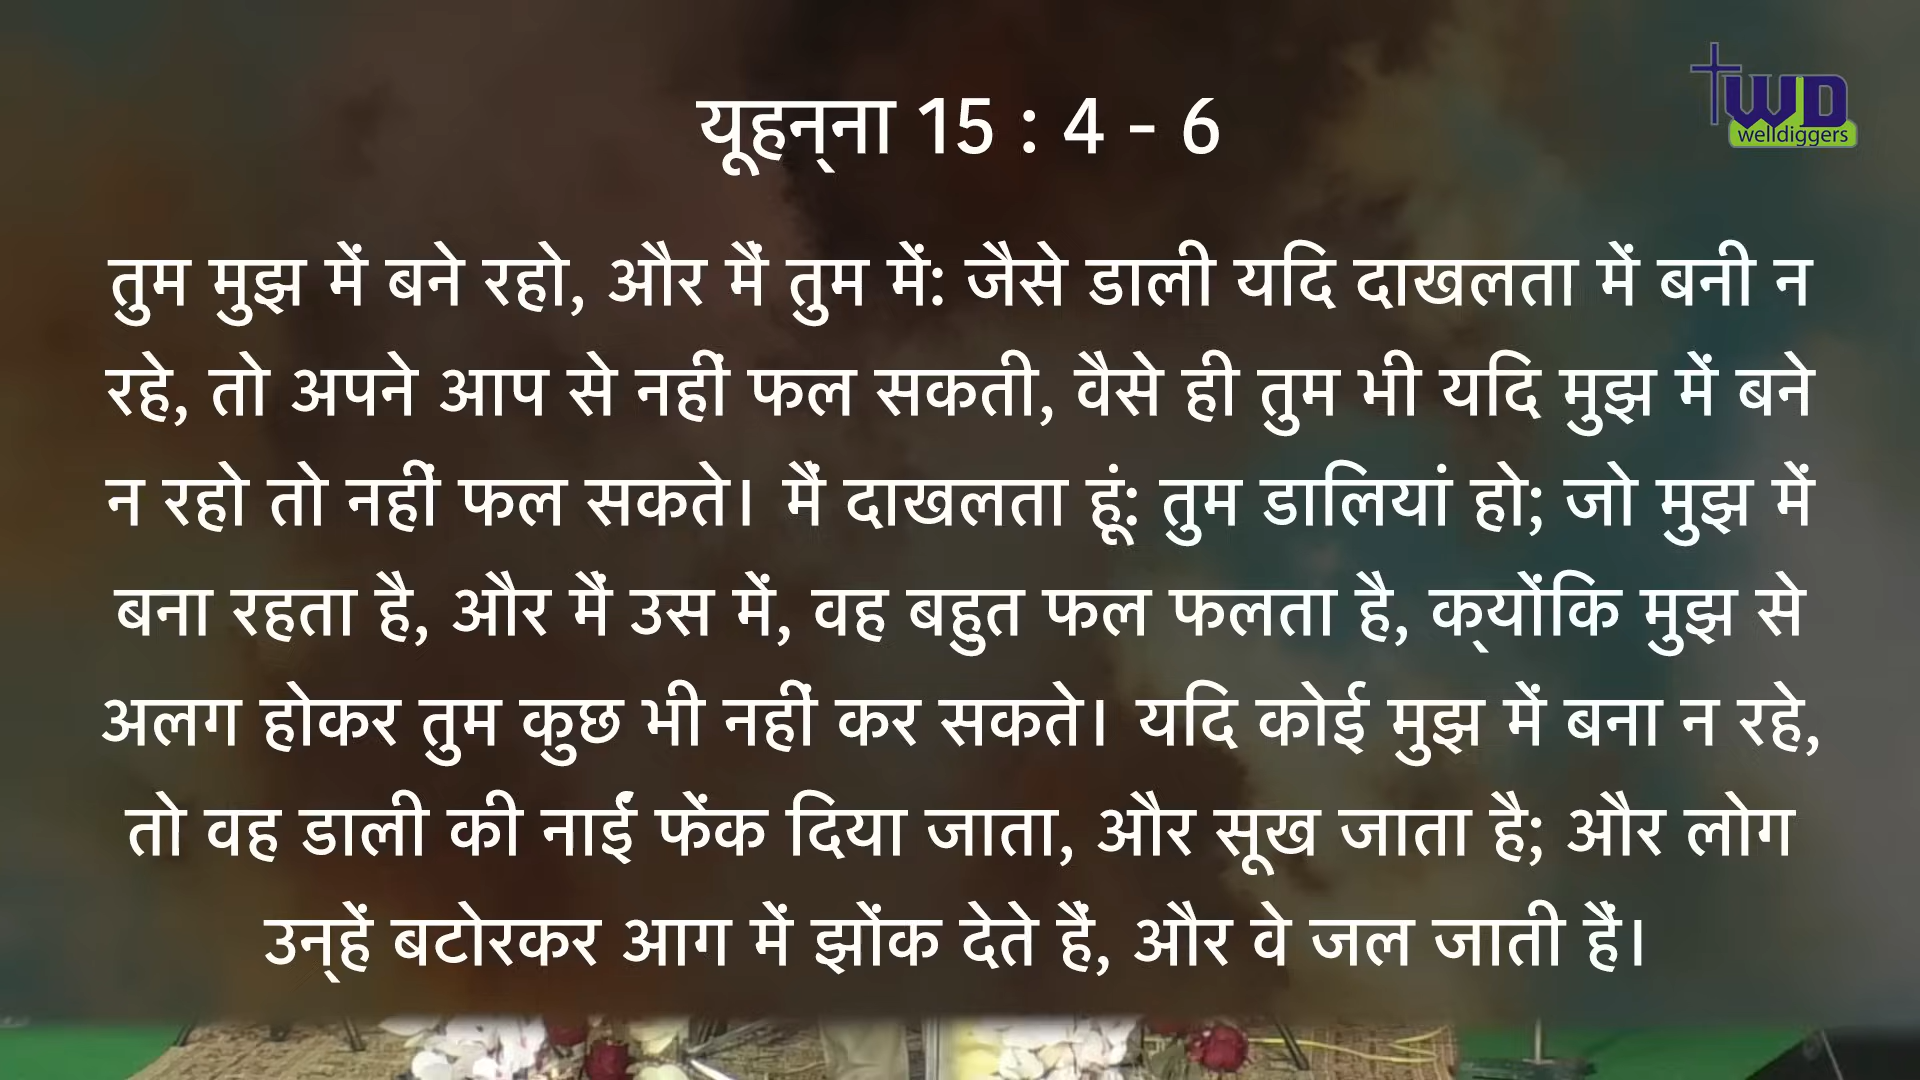 यूहन्ना 15 : 4 - 6
WD
welldiggers
तुम मुझ में बने रहो, और मैं तुम में: जैसे डाली यदि दाखलता में बनी न
रहे, तो अपने आप से नहीं फल सकती, वैसे ही तुम भी यदि मुझ में बने
न रहो तो नहीं फल सकते। मैं दाखलता हूं: तुम डालियां हो; जो मुझ में
बना रहता है, और मैं उस में, वह बहुत फल फलता है, क्योंकि मुझ से
अलग होकर तुम कुछ भी नहीं कर सकते। यदि कोई मुझ में बना न रहे,
तो वह डाली की नाईं फेंक दिया जाता, और सूख जाता है; और लोग
उन्हें बटोरकर आग में झोंक देते हैं, और वे जल जाती हैं।